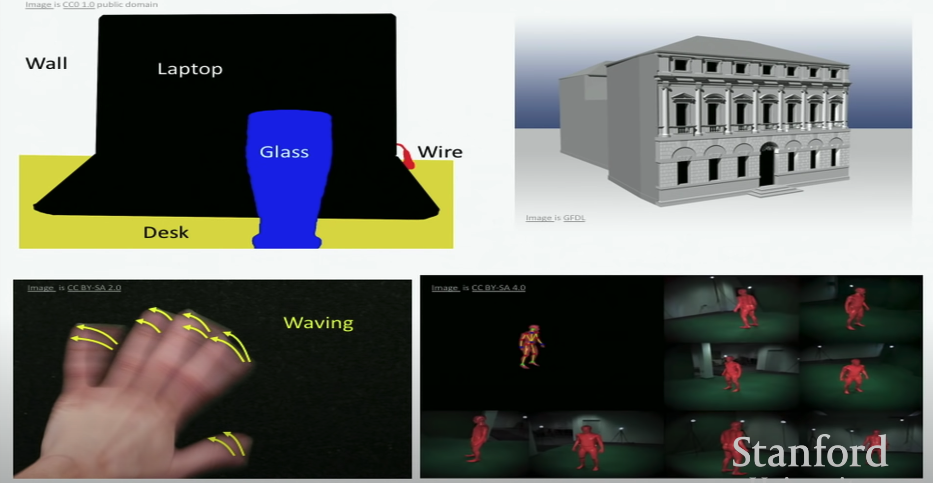 Image is CC0 1.0 public domain
Wall
Laptop
Glass
Wire
Desk
Image is GFDL
Image is CC BY-SA 2.0
Waving
Image is CC BY-SA 4.0
Stanford